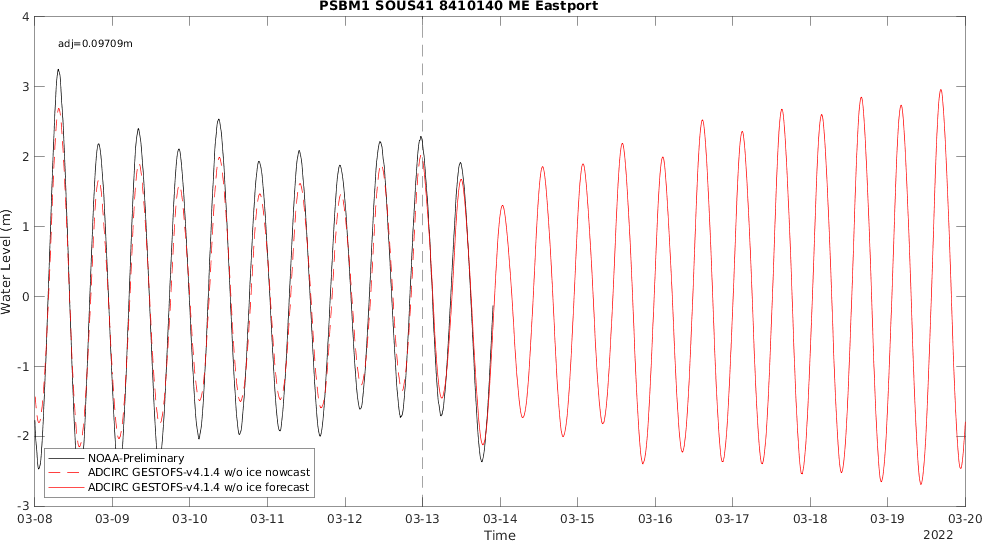 PSBM1 SOUS41 8410140 ME Eastport
adj=0.09709m
Water Level (m)
4
3
2
1
0
-1
-2
-3
NOAA-Preliminary
ADCIRC GESTOFS-v4.1.4 w/o ice nowcast
ADCIRC GESTOFS-v4.1.4 w/o ice forecast
03-08 03-09 03-10 03-11 03-12 03-13 03-14 03-15 03-16 03-17 03-18 03-19 03-20
Time
2022